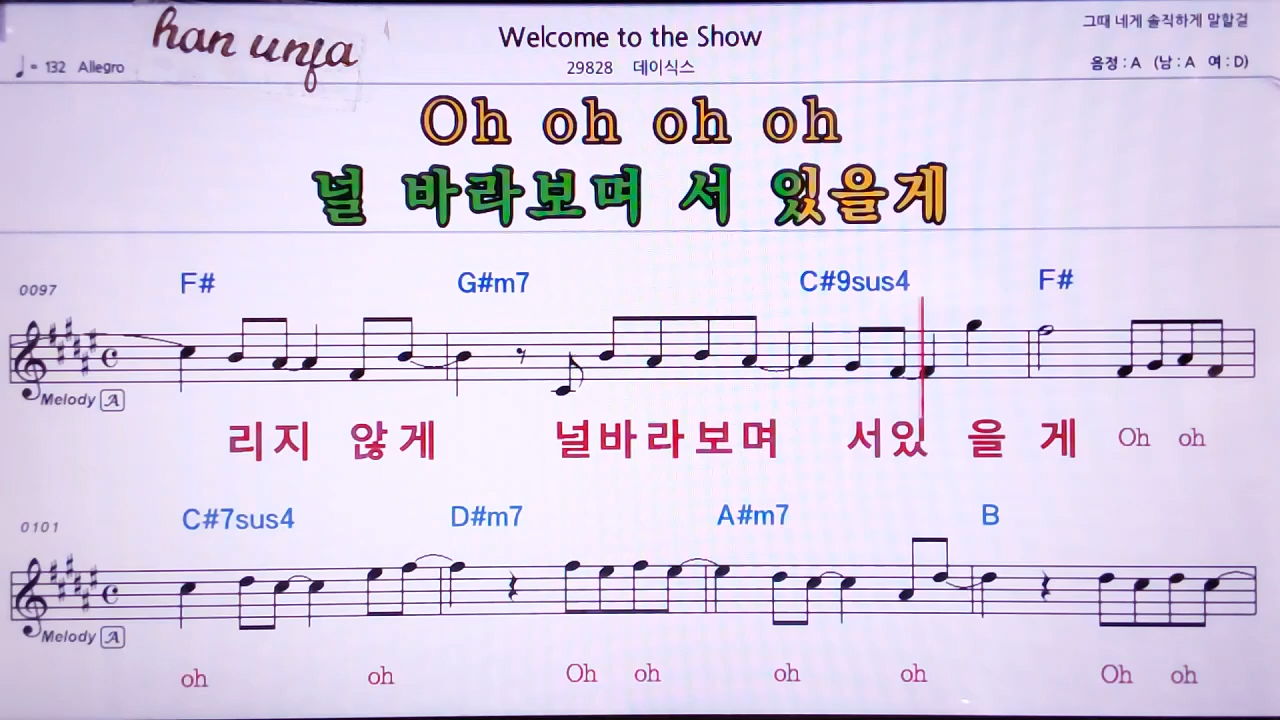 han unja
Welcome to the Show
그때 네게 솔직하게 말할걸
♩= 132 Allegro
29828 데이식스
음정 : A (남 : A 여 : D)
Oh oh oh oh
널 바라보며 서 있을게
0097
F# G#m7 C#9sus4 F#
Melody A
리지 않게 널바라보며 서있 을 게 Oh oh
0101
C#7sus4 D#m7 A#m7 B
Melody A
oh oh Oh oh oh oh Oh oh